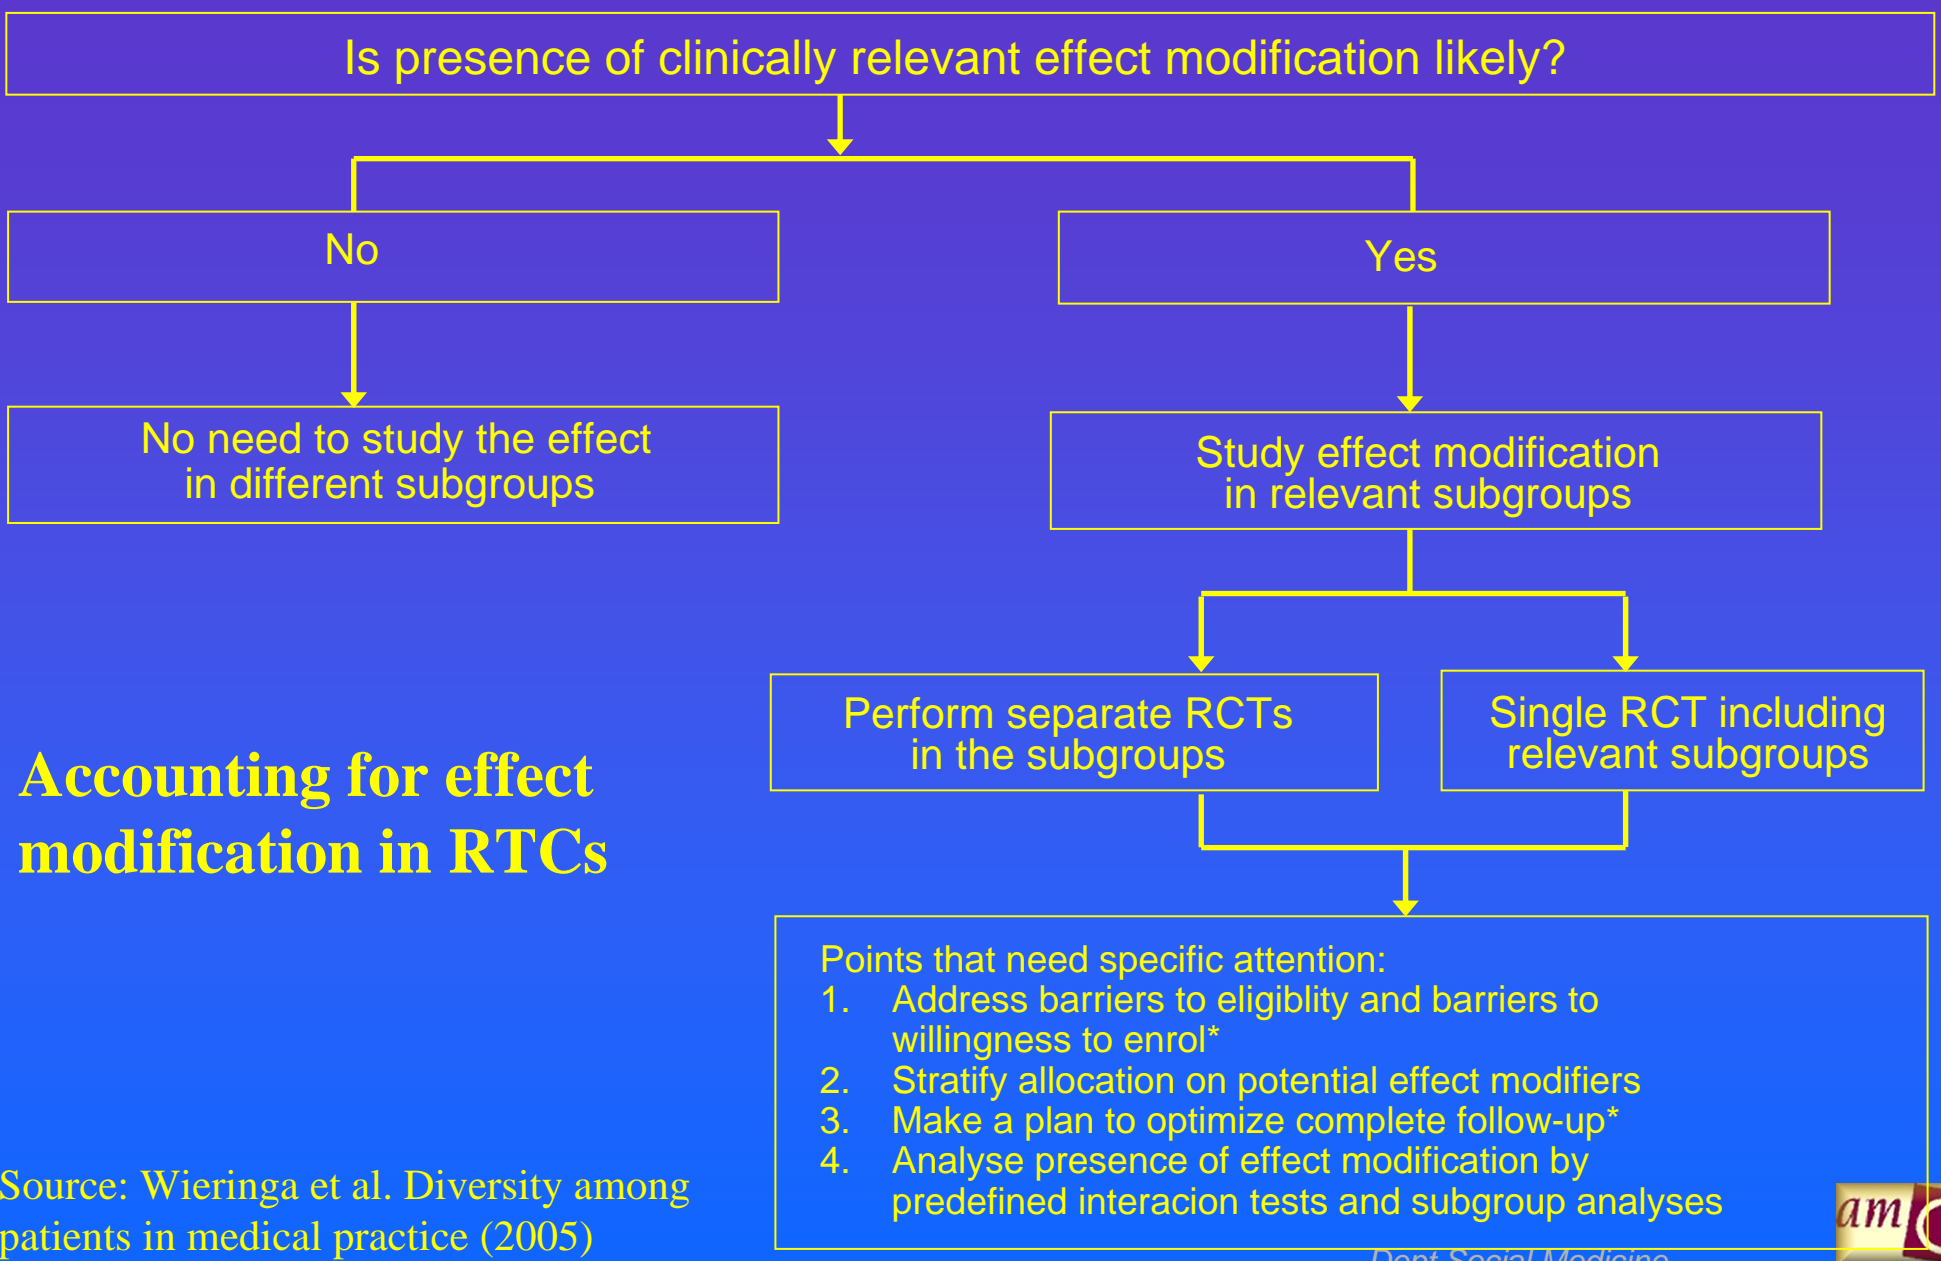 Is presence of clinically relevant effect modification likely?
No
Yes
No need to study the effect
in different subgroups
Study effect modification
in relevant subgroups
Perform separate RCTs
in the subgroups
Single RCT including
relevant subgroups
Accounting for effect
modification in RTCs
Points that need specific attention:
1. Address barriers to eligiblity and barriers to
willingness to enrol*
2. Stratify allocation on potential effect modifiers
3. Make a plan to optimize complete follow-up*
4. Analyse presence of effect modification by
predefined interacion tests and subgroup analyses
Source: Wieringa et al. Diversity among
patients in medical practice (2005)
Dept Social Medicine
am